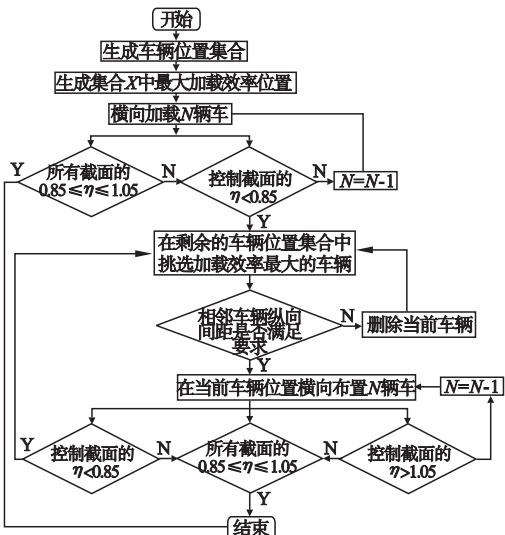 开始
生成车辆位置集合
生成集合X中最大加载效率位置
横向加载N辆车
Y
所有截面的
0.85≤η≤1.05
N
控制截面的
η<0.85
N
N=N-1
Y
在剩余的车辆位置集合中
挑选加载效率最大的车辆
相邻车辆纵向
间距是否满足
要求
N
删除当前车辆
Y
在当前车辆位置横向布置N辆车
N=N-1
Y
控制截面的
η<0.85
N
所有截面的
0.85≤η≤1.05
N
控制截面的
η>1.05
Y
结束